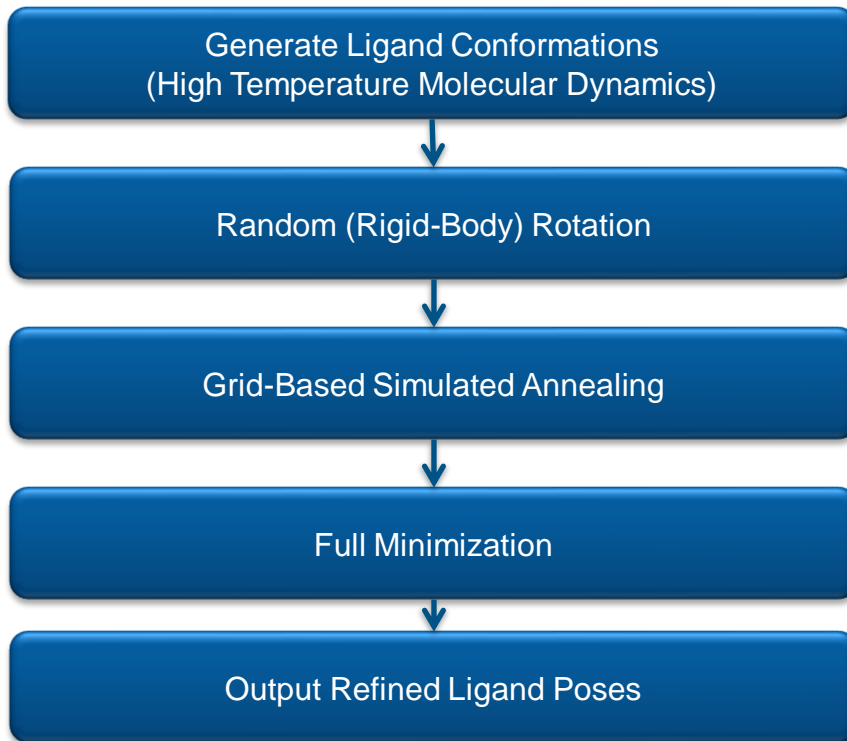 Generate Ligand Conformations
(High Temperature Molecular Dynamics)
Random (Rigid-Body) Rotation
Grid-Based Simulated Annealing
Full Minimization
Output Refined Ligand Poses